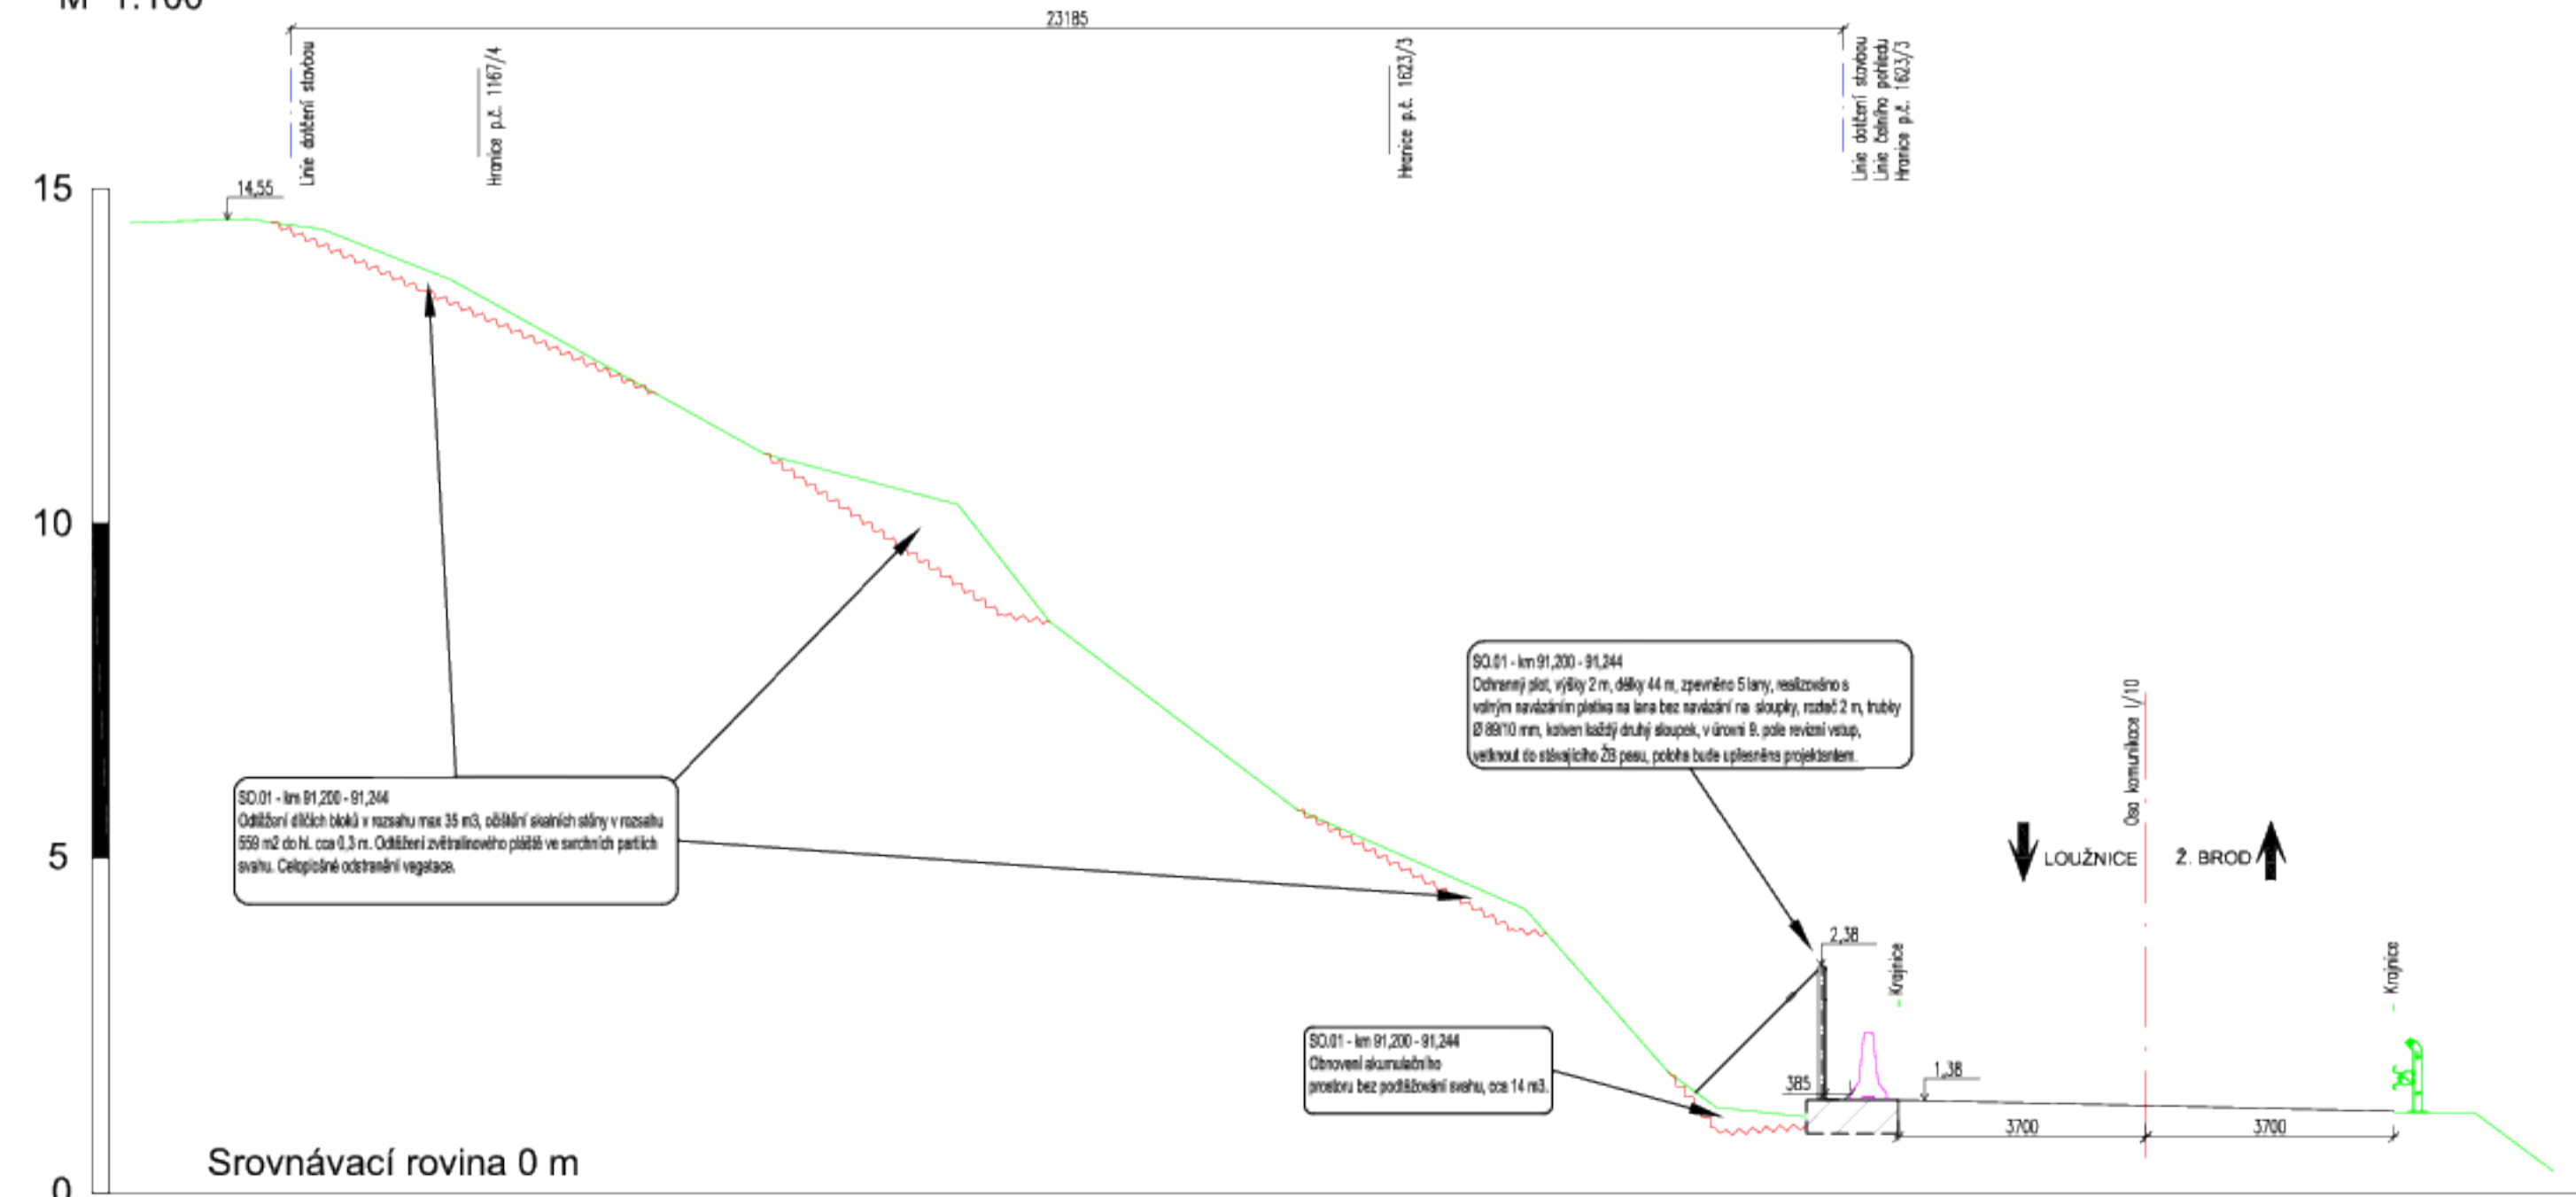 M 1:100
23185
Linie dotčení stavbou
Hranice p.č. 1167/4
Hranice p.č. 1623/3
Linie dotčení stavbou
Linie čelního pohledu
Hranice p.č. 1623/3
15
14,55
10
SO.01 - km 91,200 - 91,244
Ochranný plot, výšky 2 m, délky 44 m, zpevněno 5 lany, realizováno s
volným navázáním pletiva na lana bez navázání na sloupky, rozteč 2 m, trubky
Ø 89/10 mm, kotven každý druhý sloupek, v úrovni 9. pole revizní vstup,
vetknout do stávajícího ŽB pasu, poloha bude upřesněna projektantem.
Osa komunikace I/10
SO.01 - km 91,200 - 91,244
Odtěžení dílčích bloků v rozsahu max 35 m3, očištění skalních stěny v rozsahu
559 m2 do hl. cca 0,3 m. Odtěžení zvětralinového pláště ve svrchních partiích
svahu. Celoplošné odstranění vegetace.
5
LOUŽNICE
Ž. BROD
2,38
Krajnice
Krajnice
SO.01 - km 91,200 - 91,244
Obnovení akumulačního
prostoru bez podtěžování svahu, cca 14 m3.
385
1,38
3700
3700
Srovnávací rovina 0 m
0